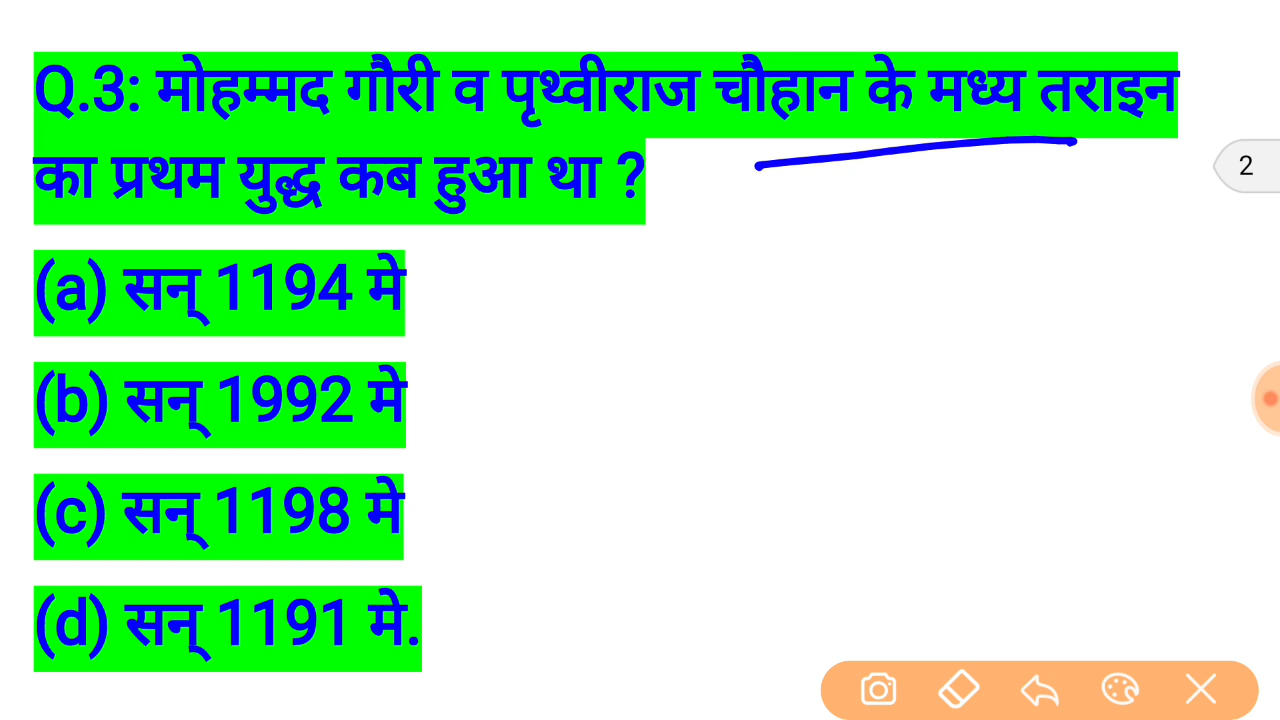 Q.3: मोहम्मद गौरी व पृथ्वीराज चौहान के मध्य तराइन
का प्रथम युद्ध कब हुआ था ?
2
(a) सन् 1194 मे
(b) सन् 1992 मे
(c) सन् 1198 मे
(d) सन् 1191 मे.